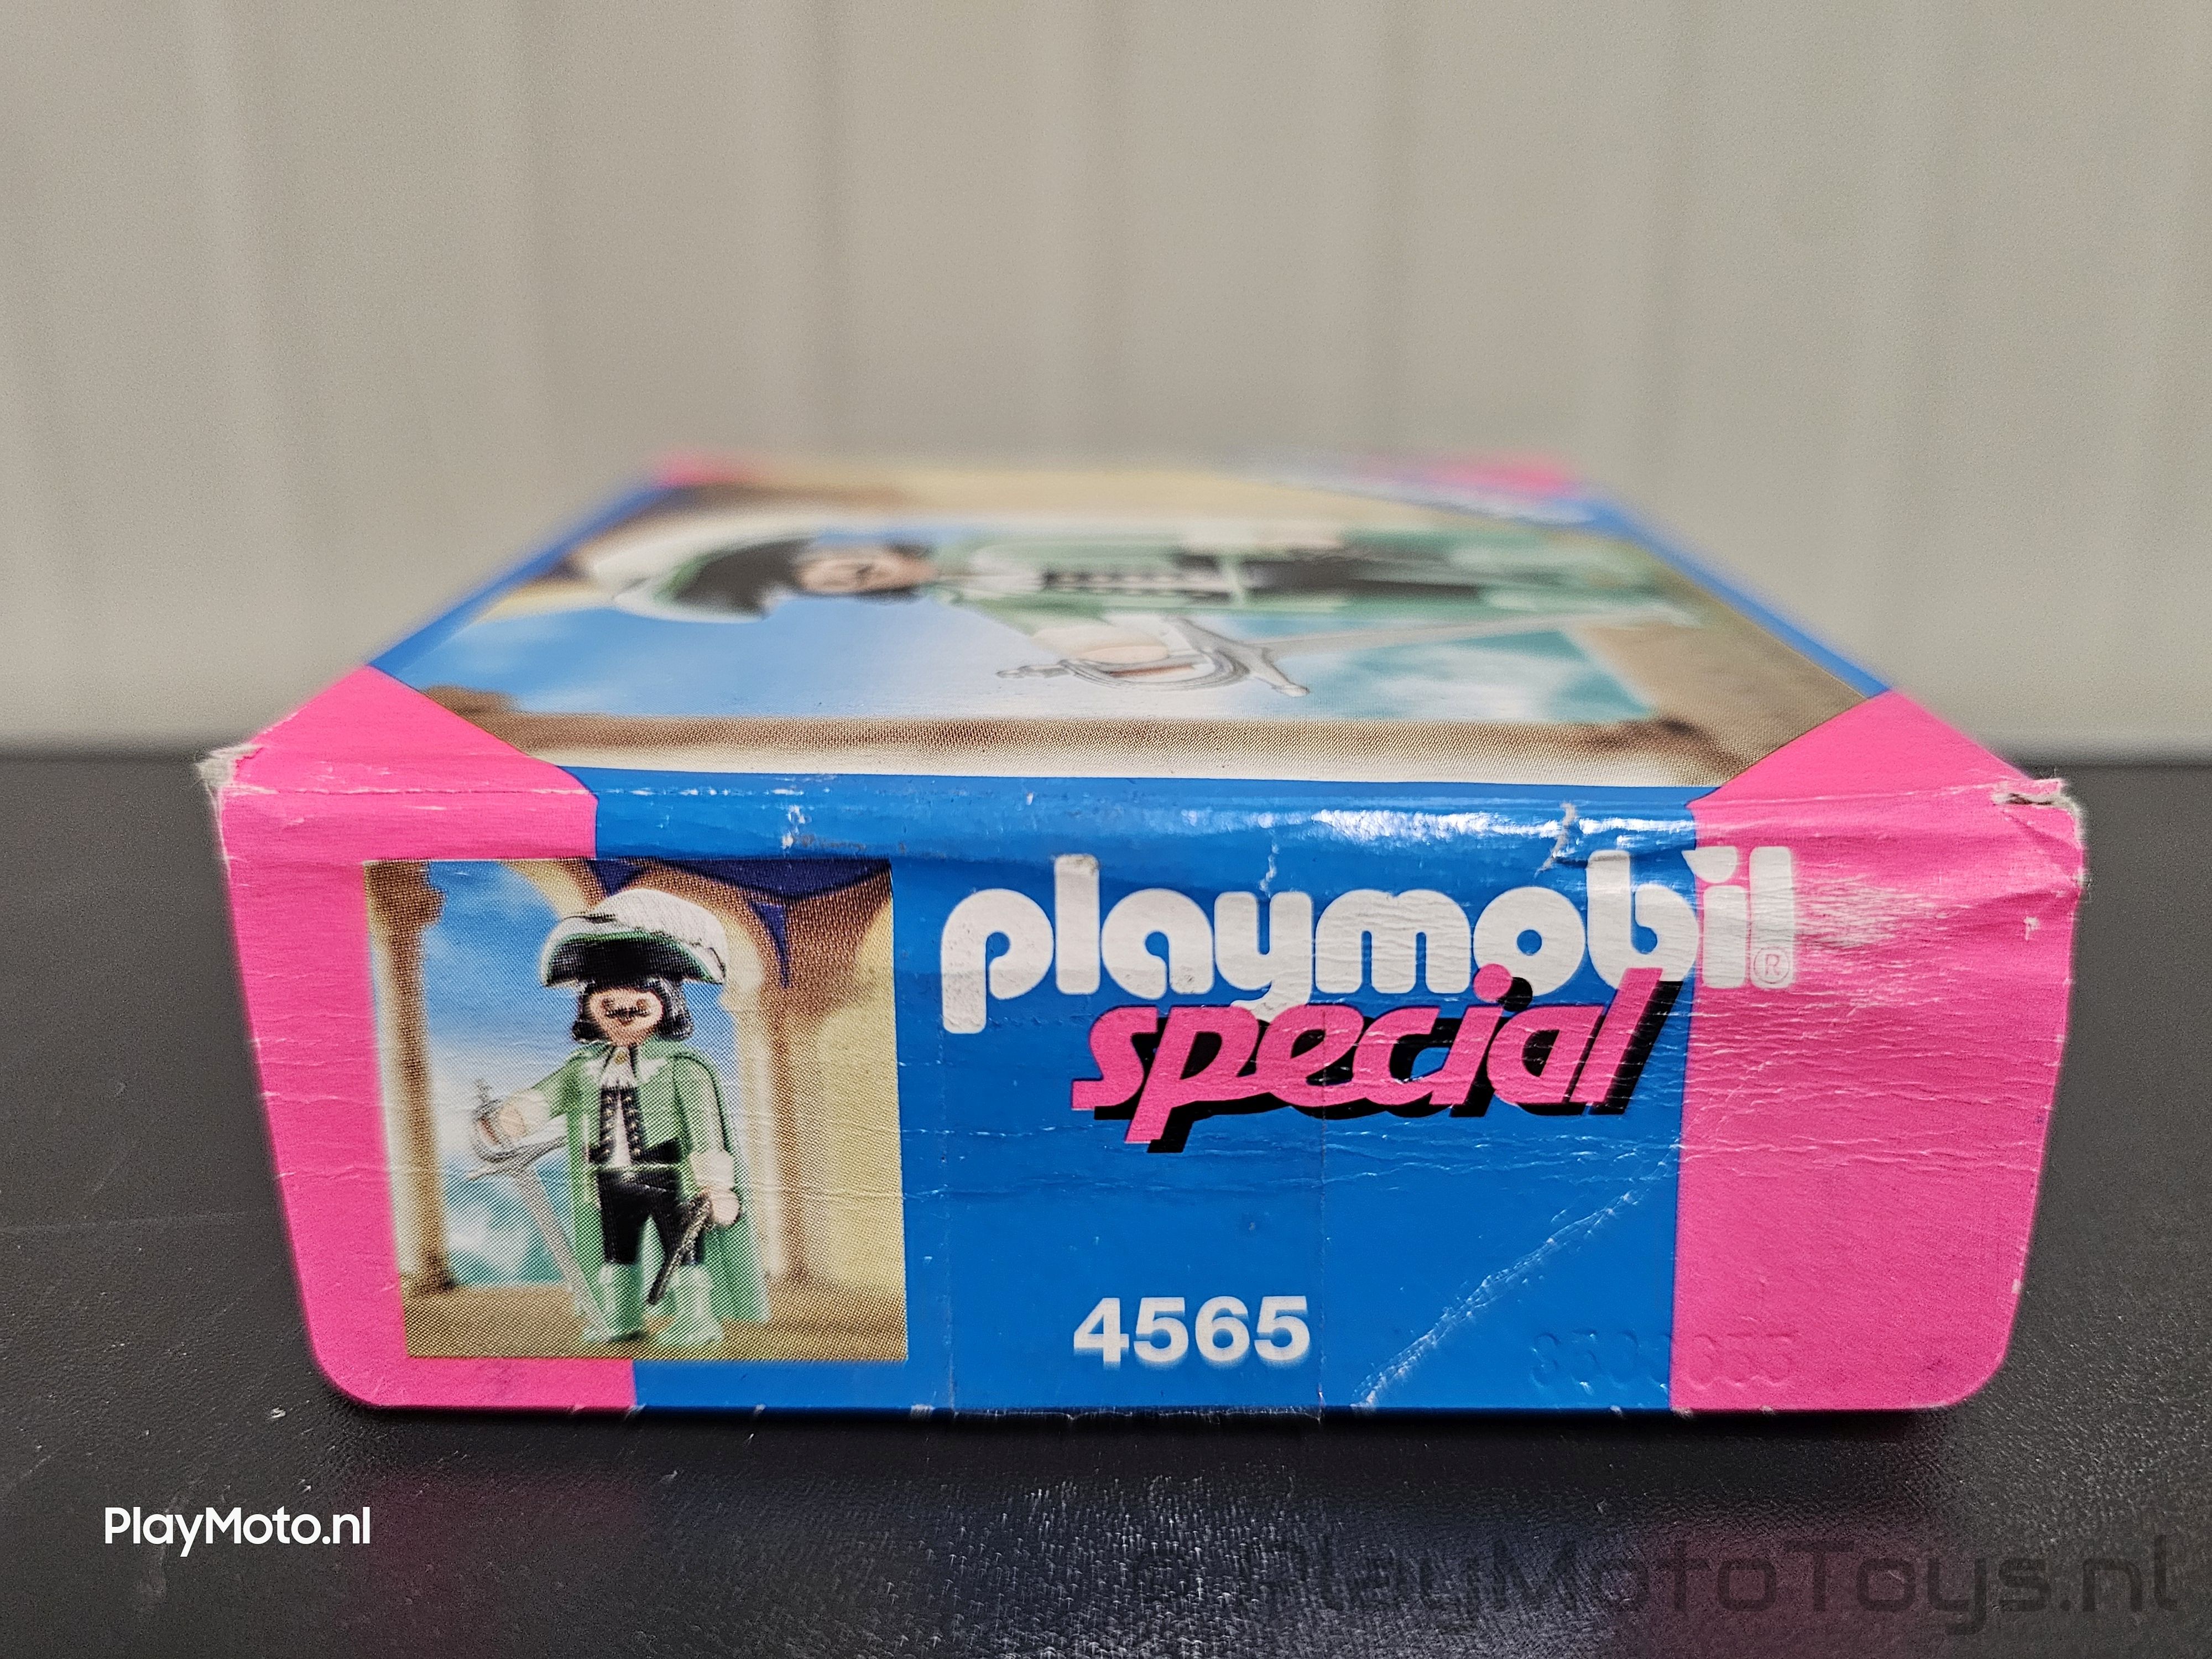 playmobil®
special
4565
PlayMoto.nl
© PlayMotoToys.nl